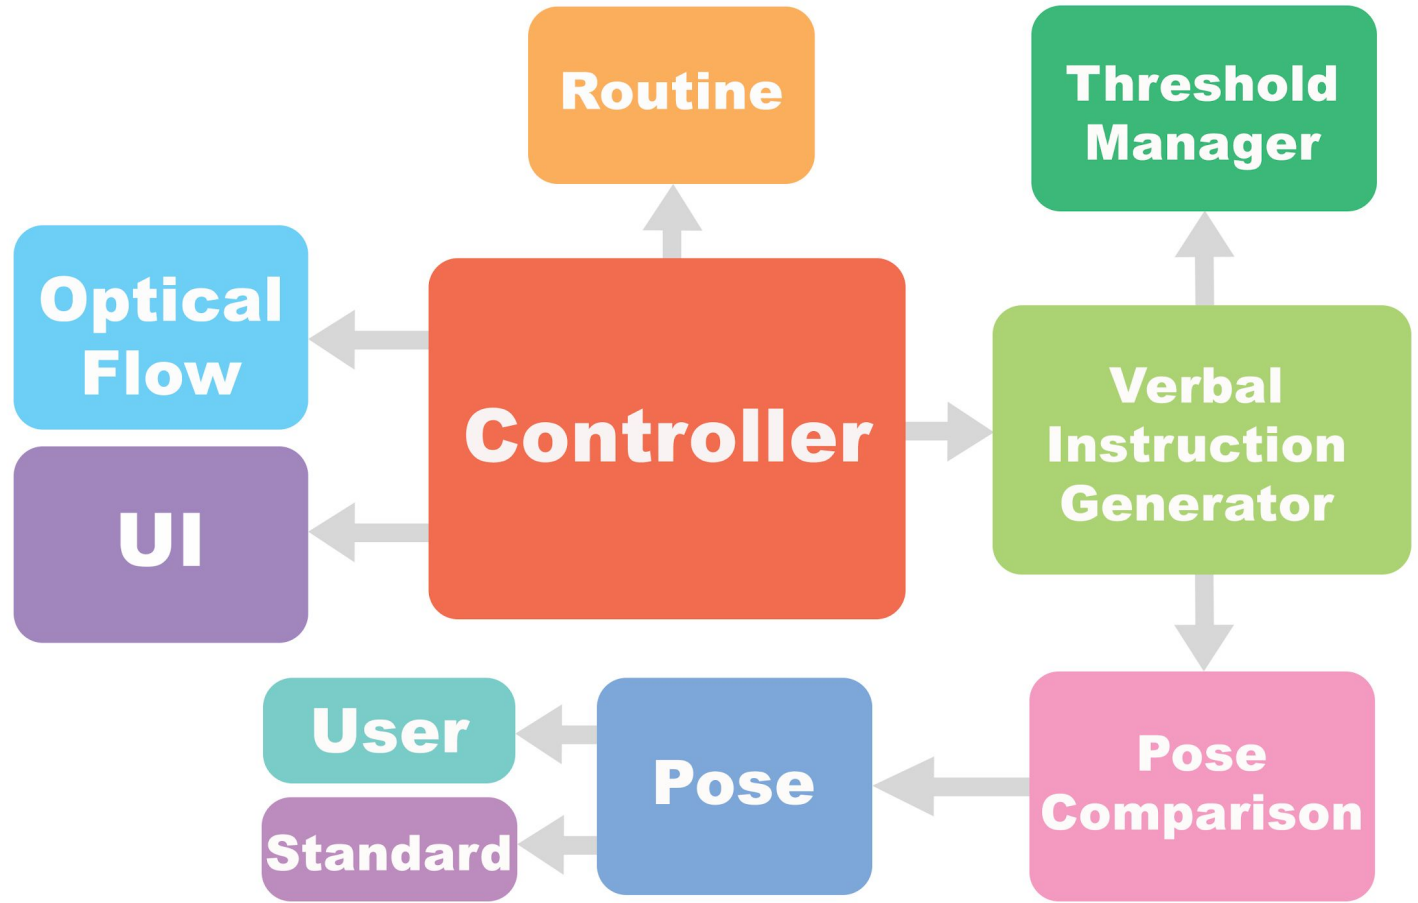 Routine
Threshold
Manager
Optical
Flow
Controller
Verbal
Instruction
Generator
UI
User
Pose
Pose
Comparison
Standard